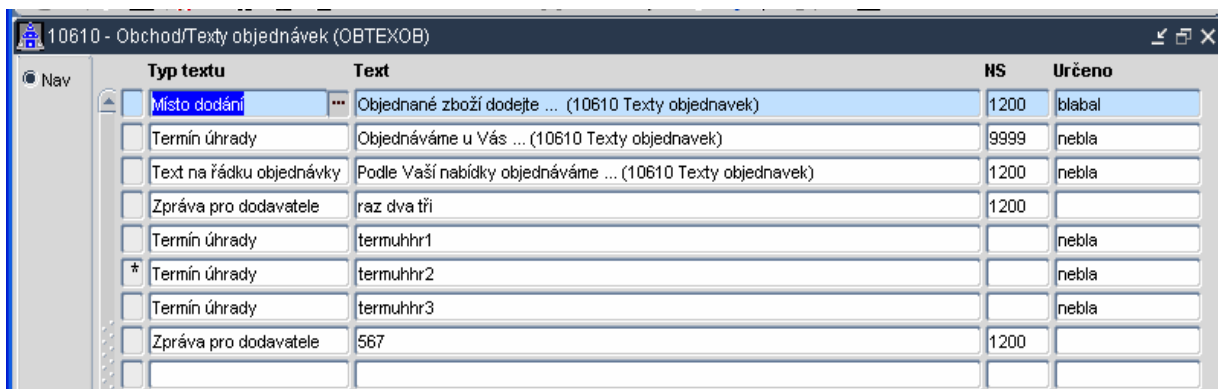 10610 - Obchod/Texty objednávek (OBTEXOB)
Nav
Typ textu Text NS Určeno
Místo dodání ... Objednané zboží dodejte ... (10610 Texty objednavek) 1200 blabal
Termín úhrady Objednáváme u Vás ... (10610 Texty objednavek) 9999 nebla
Text na řádku objednávky Podle Vaší nabídky objednáváme ... (10610 Texty objednavek) 1200 nebla
Zpráva pro dodavatele raz dva tři 1200
Termín úhrady termuhhr1 nebla
* Termín úhrady termuhhr2 nebla
Termín úhrady termuhhr3 nebla
Zpráva pro dodavatele 567 1200